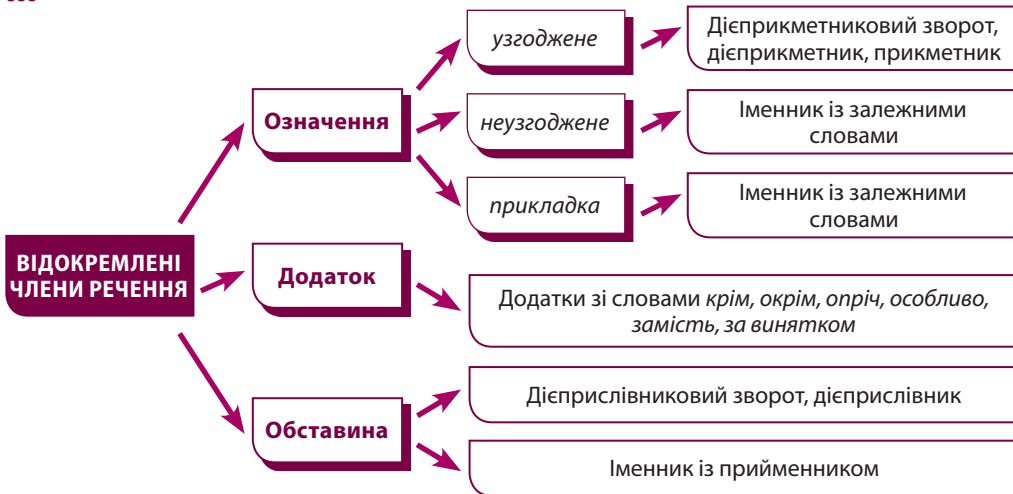 узгоджене
Дієприкметниковий зворот,
дієприкметник, прикметник
Означення
неузгоджене
Іменник із залежними
словами
прикладка
Іменник із залежними
словами
ВІДОКРЕМЛЕНІ
ЧЛЕНИ РЕЧЕННЯ
Додаток
Додатки зі словами крім, окрім, опріч, особливо,
замість, за винятком
Обставина
Дієприслівниковий зворот, дієприслівник
Іменник із прийменником